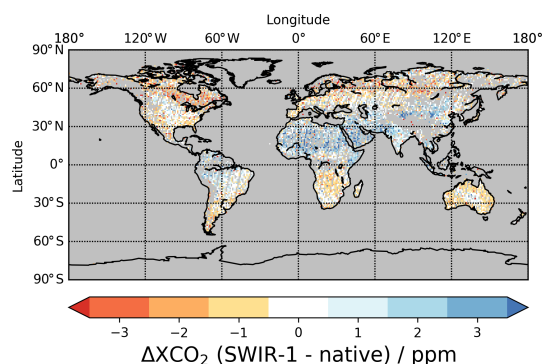 Longitude
180°W 120°W 60°W 0° 60°E 120°E 180°
90°N
60°N
30°N
0°
30°S
60°S
90°S
Latitude
−3 −2 −1 0 1 2 3
ΔXCO₂ (SWIR-1 - native) / ppm